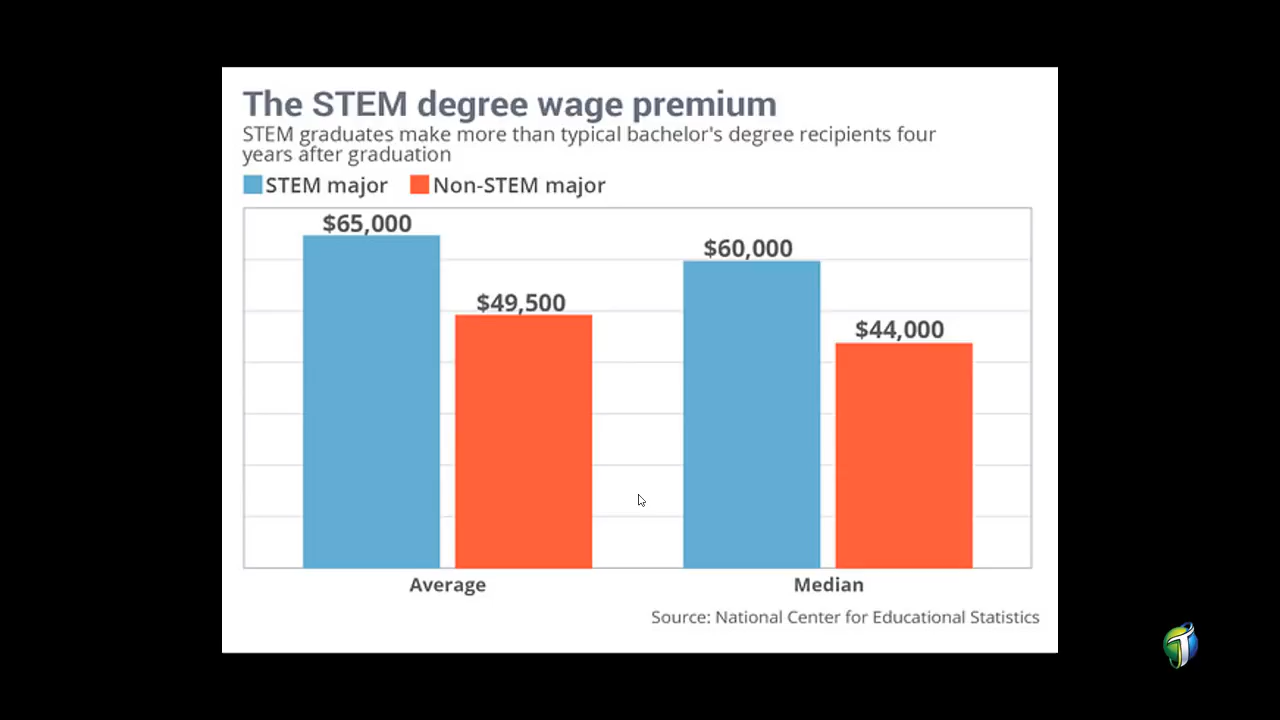 The STEM degree wage premium
STEM graduates make more than typical bachelor's degree recipients four
years after graduation
STEM major Non-STEM major
$65,000
$49,500
$60,000
$44,000
Average Median
Source: National Center for Educational Statistics
T